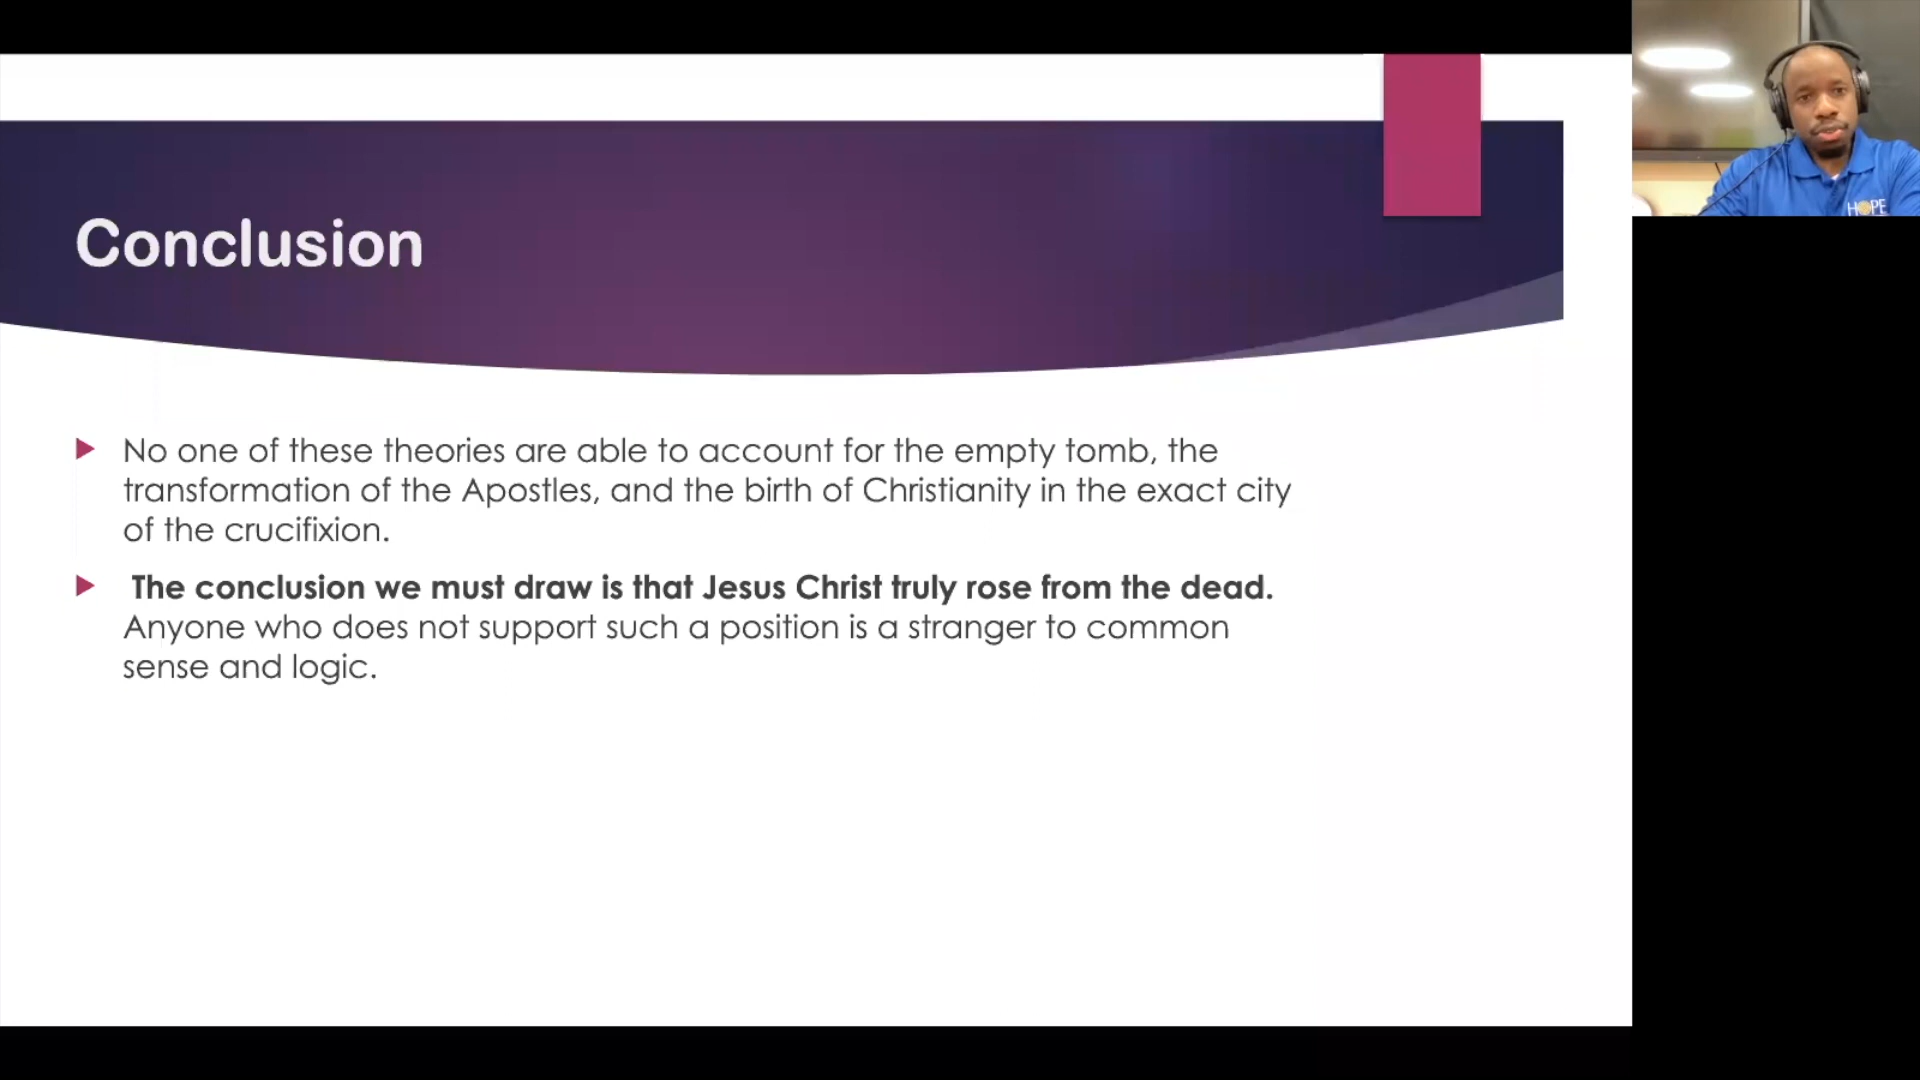 Conclusion
No one of these theories are able to account for the empty tomb, the
transformation of the Apostles, and the birth of Christianity in the exact city
of the crucifixion.
The conclusion we must draw is that Jesus Christ truly rose from the dead.
Anyone who does not support such a position is a stranger to common
sense and logic.
HOPE